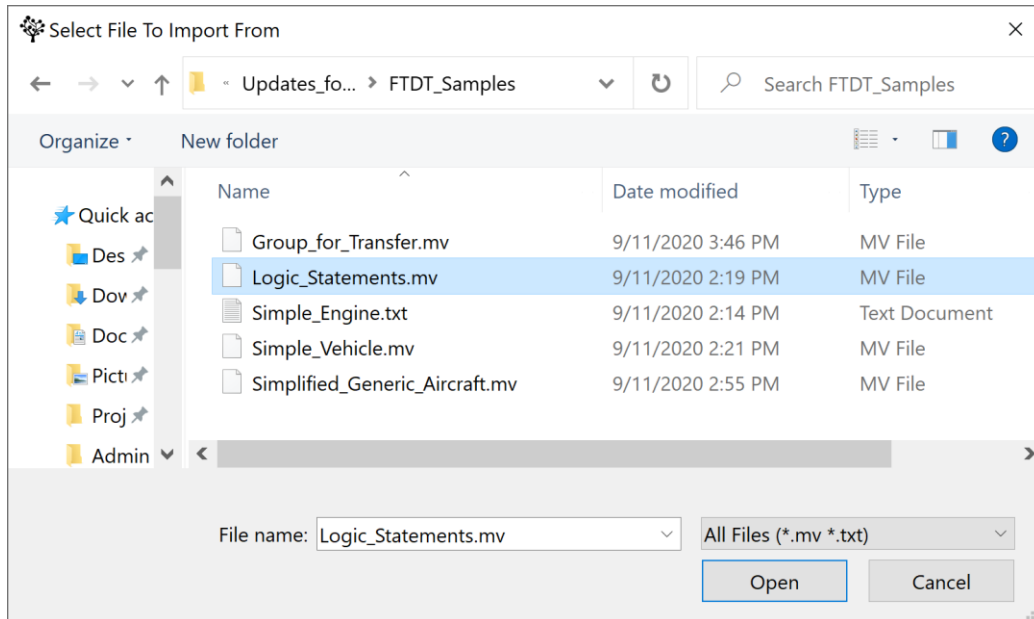 Select File To Import From
« Updates_fo... > FTDT_Samples
Search FTDT_Samples
Organize
New folder
?
Name Date modified Type
Quick ac
Des
Dow
Doc
Pictu
Proj
Admin
Group_for_Transfer.mv 9/11/2020 3:46 PM MV File
Logic_Statements.mv 9/11/2020 2:19 PM MV File
Simple_Engine.txt 9/11/2020 2:14 PM Text Document
Simple_Vehicle.mv 9/11/2020 2:21 PM MV File
Simplified_Generic_Aircraft.mv 9/11/2020 2:55 PM MV File
File name: Logic_Statements.mv
All Files (*.mv *.txt)
Open
Cancel